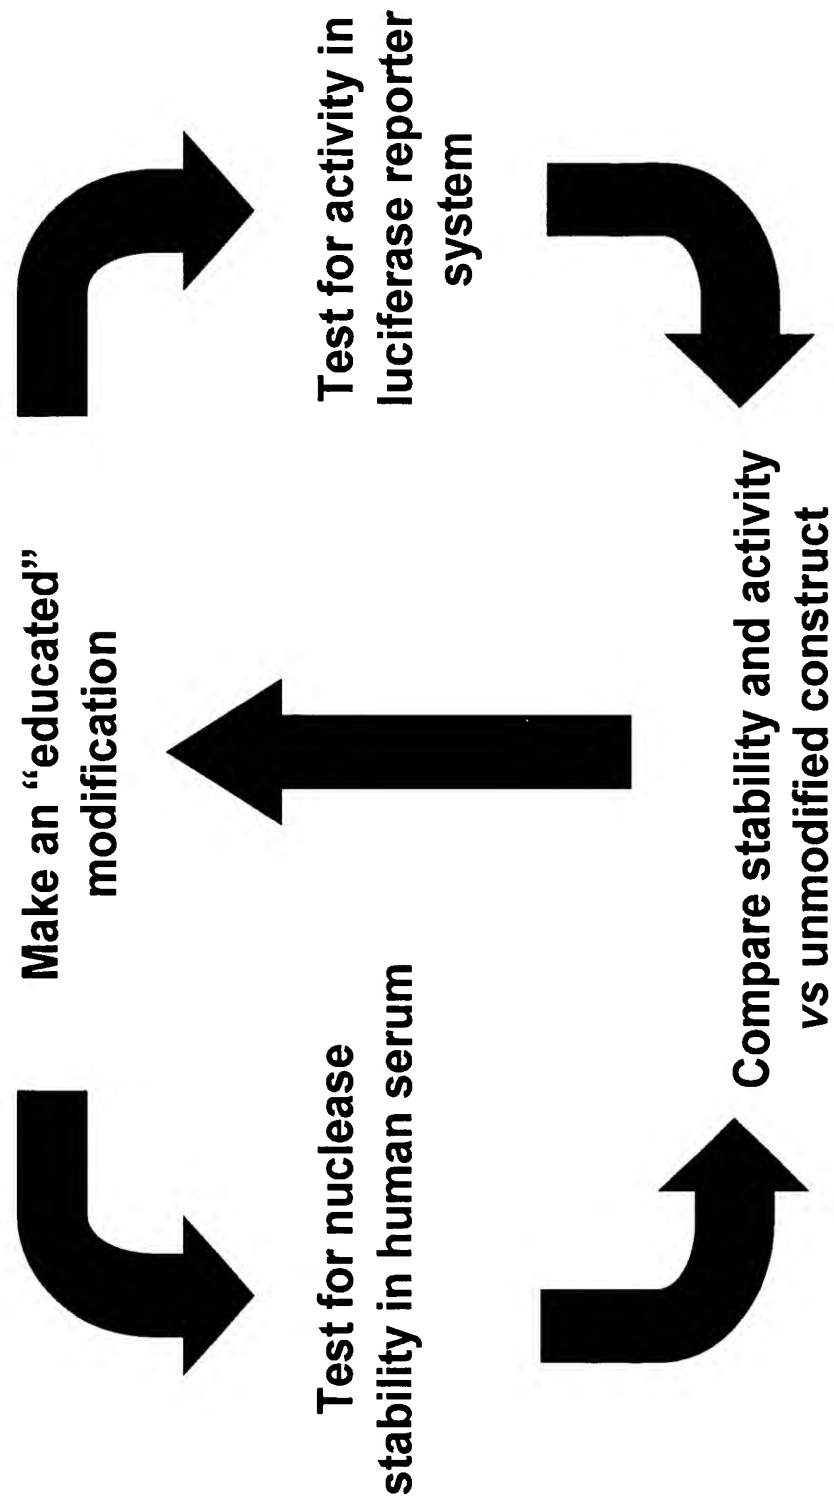 Make an “educated”
modification
Test for nuclease
stability in human serum
Test for activity in
luciferase reporter
system
Compare stability and activity
vs unmodified construct